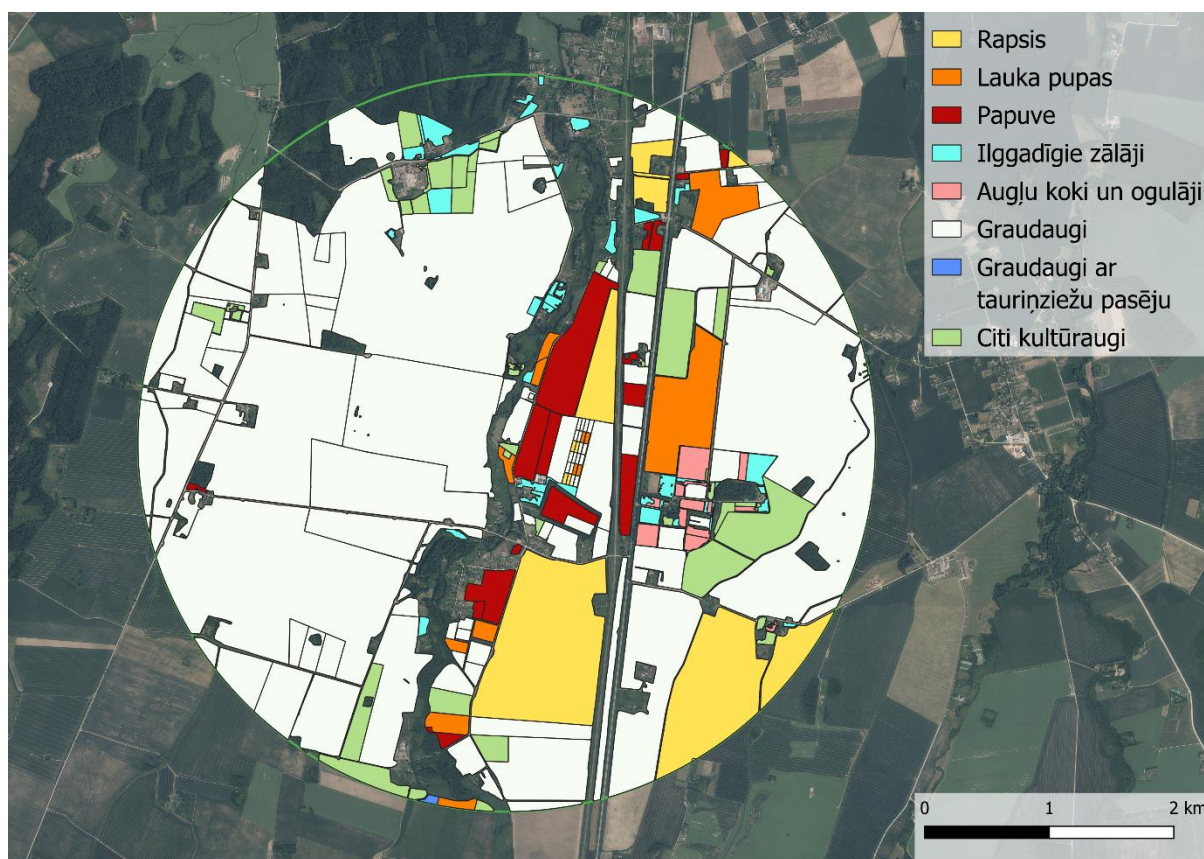 Rapsis
Lauka pupas
Papuve
Ilggadīgie zālāji
Augļu koki un ogulāji
Graudaugi
Graudaugi ar
tauriņziežu pasēju
Citi kultūraugi
0 1 2 km